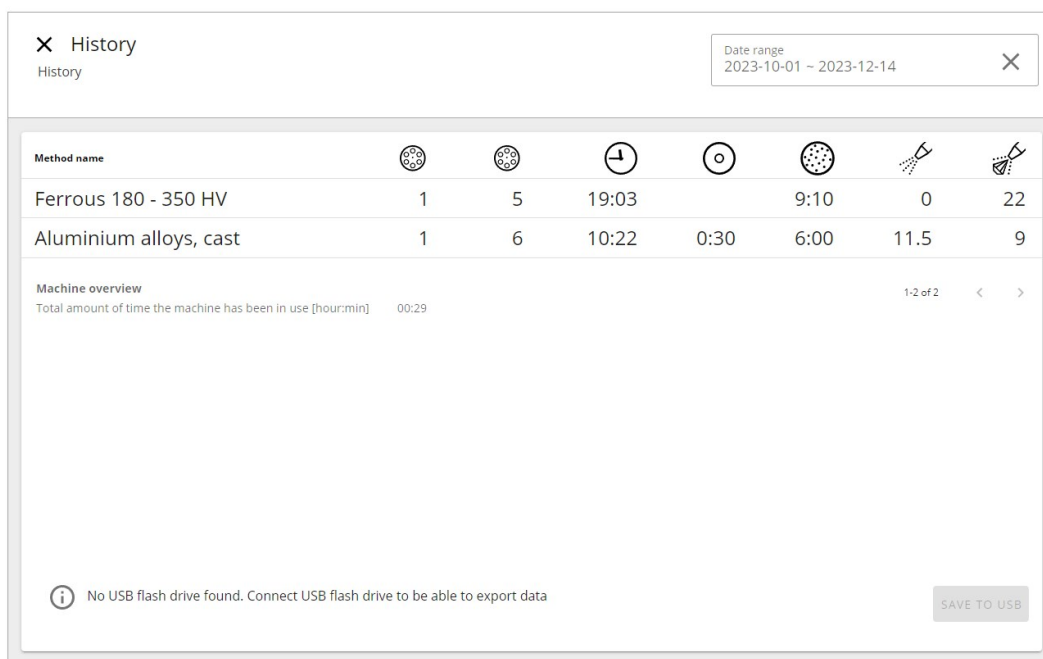 History
History
Date range
2023-10-01 ~ 2023-12-14
Method name
Ferrous 180 - 350 HV 1 5 19:03 9:10 0 22
Aluminium alloys, cast 1 6 10:22 0:30 6:00 11.5 9
Machine overview
1-2 of 2
Total amount of time the machine has been in use [hour:min] 00:29
No USB flash drive found. Connect USB flash drive to be able to export data
SAVE TO USB